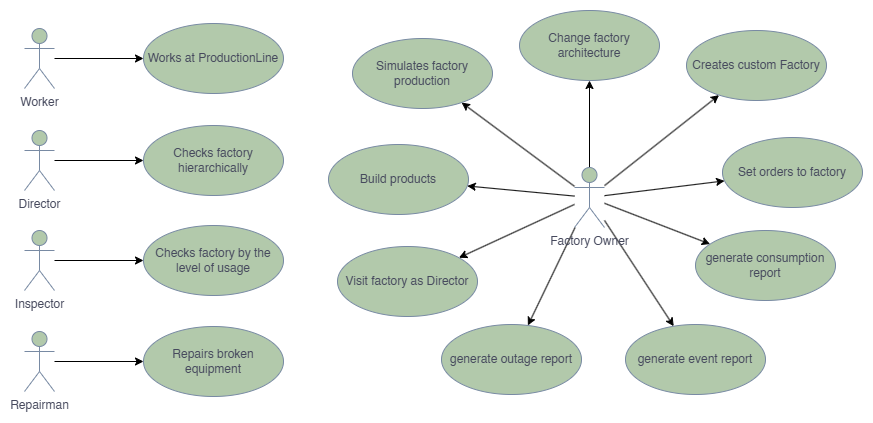 Works at ProductionLine
Worker
Checks factory
hierarchically
Director
Checks factory by the
level of usage
Inspector
Repairs broken
equipment
Repairman
Change factory
architecture
Simulates factory
production
Creates custom Factory
Build products
Set orders to factory
Factory Owner
Visit factory as Director
generate consumption
report
generate outage report
generate event report